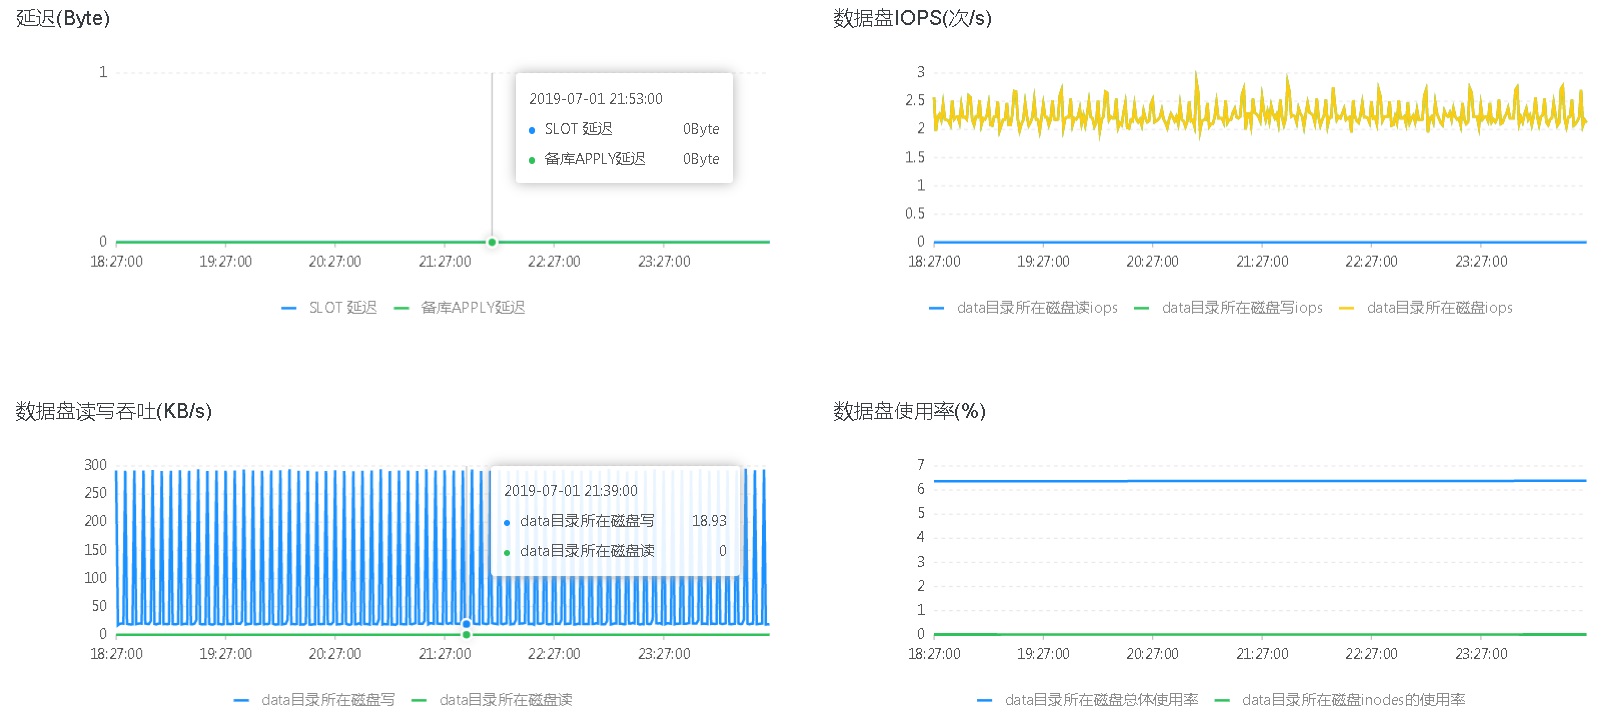 延迟(Byte)
1
0
18:27:00 19:27:00 20:27:00 21:27:00 22:27:00 23:27:00
2019-07-01 21:53:00
SLOT 延迟 0Byte
备库APPLY延迟 0Byte
SLOT 延迟 备库APPLY延迟
数据盘IOPS(次/s)
3
2.5
2
1.5
1
0.5
0
18:27:00 19:27:00 20:27:00 21:27:00 22:27:00 23:27:00
data目录所在磁盘读iops data目录所在磁盘写iops data目录所在磁盘iops
数据盘读写吞吐(KB/s)
300
250
200
150
100
50
0
18:27:00 19:27:00 20:27:00 21:27:00 22:27:00 23:27:00
2019-07-01 21:39:00
data目录所在磁盘写 18.93
data目录所在磁盘读 0
data目录所在磁盘写 data目录所在磁盘读
数据盘使用率(%)
7
6
5
4
3
2
1
0
18:27:00 19:27:00 20:27:00 21:27:00 22:27:00 23:27:00
data目录所在磁盘总体使用率 data目录所在磁盘inodes的使用率